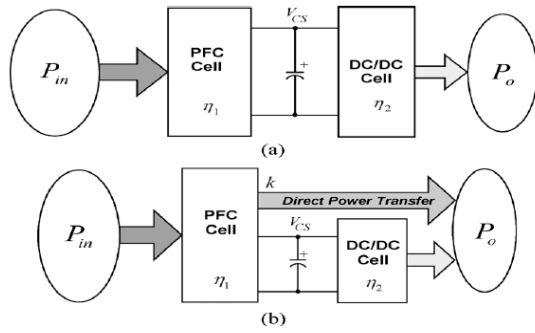 P_in
PFC
Cell
η_1
V_CS
+
DC/DC
Cell
η_2
P_o
(a)
P_in
PFC
Cell
η_1
k
Direct Power Transfer
V_CS
+
DC/DC
Cell
η_2
P_o
(b)